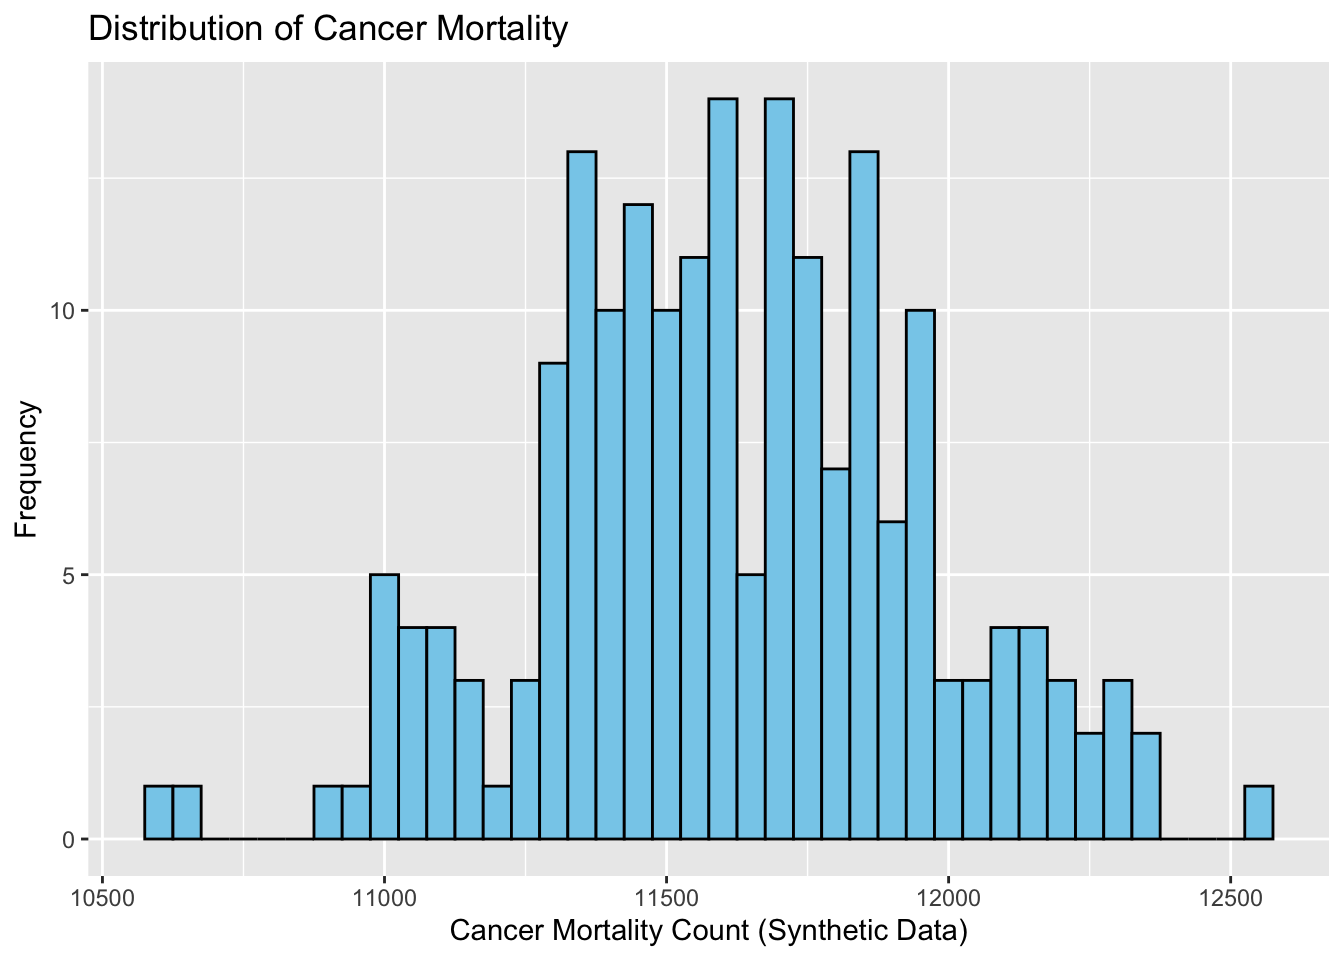 Distribution of Cancer Mortality
Frequency
10
5
0
10500 11000 11500 12000 12500
Cancer Mortality Count (Synthetic Data)